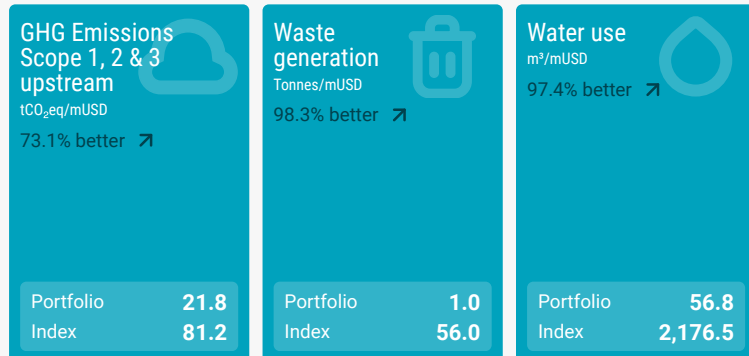 GHG Emissions
Scope 1, 2 & 3
upstream
tCO₂eq/mUSD
73.1% better
Portfolio 21.8
Index 81.2
Waste
generation
Tonnes/mUSD
98.3% better
Portfolio 1.0
Index 56.0
Water use
m³/mUSD
97.4% better
Portfolio 56.8
Index 2,176.5